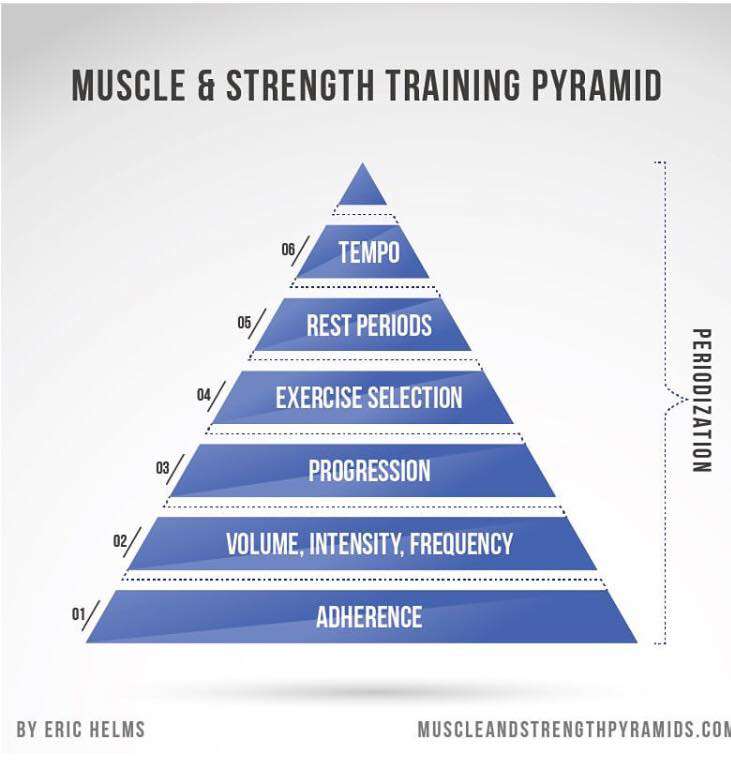 MUSCLE & STRENGTH TRAINING PYRAMID
06 TEMPO
05 REST PERIODS
04 EXERCISE SELECTION
03 PROGRESSION
02 VOLUME, INTENSITY, FREQUENCY
01 ADHERENCE
PERIODIZATION
BY ERIC HELMS
MUSCLEANDSTRENGTHPYRAMIDS.COM